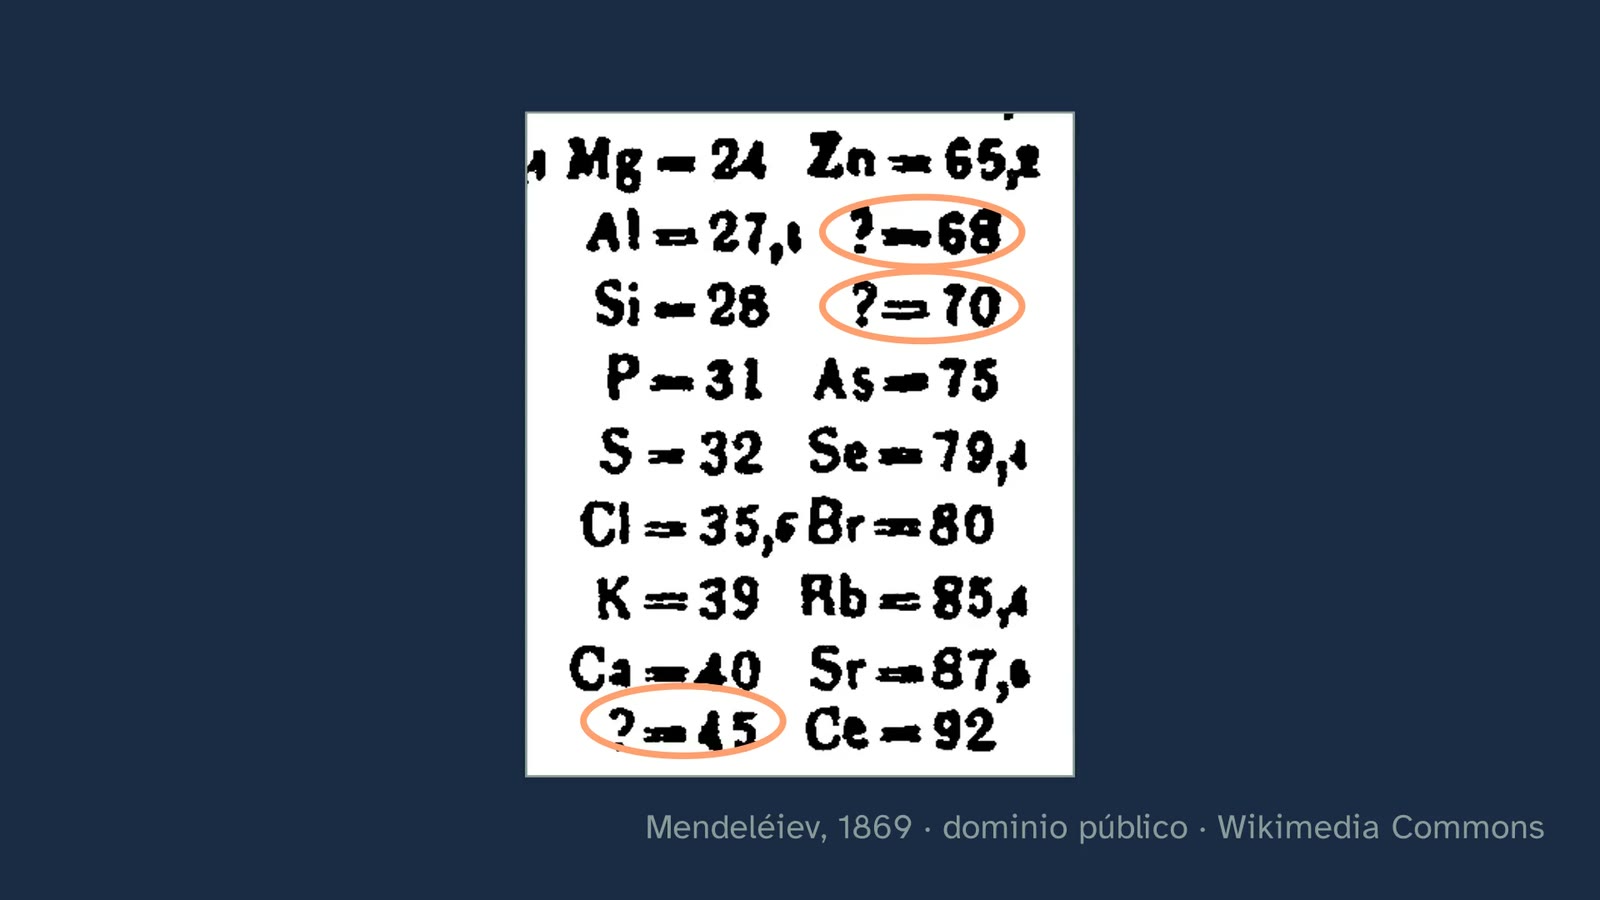 Mg = 24 Zn = 65,2
Al = 27,4 ? = 68
Si = 28 ? = 70
P = 31 As = 75
S = 32 Se = 79,4
Cl = 35,5 Br = 80
K = 39 Rb = 85,4
Ca = 40 Sr = 87,6
? = 45 Ce = 92
Mendeléiev, 1869 · dominio público · Wikimedia Commons